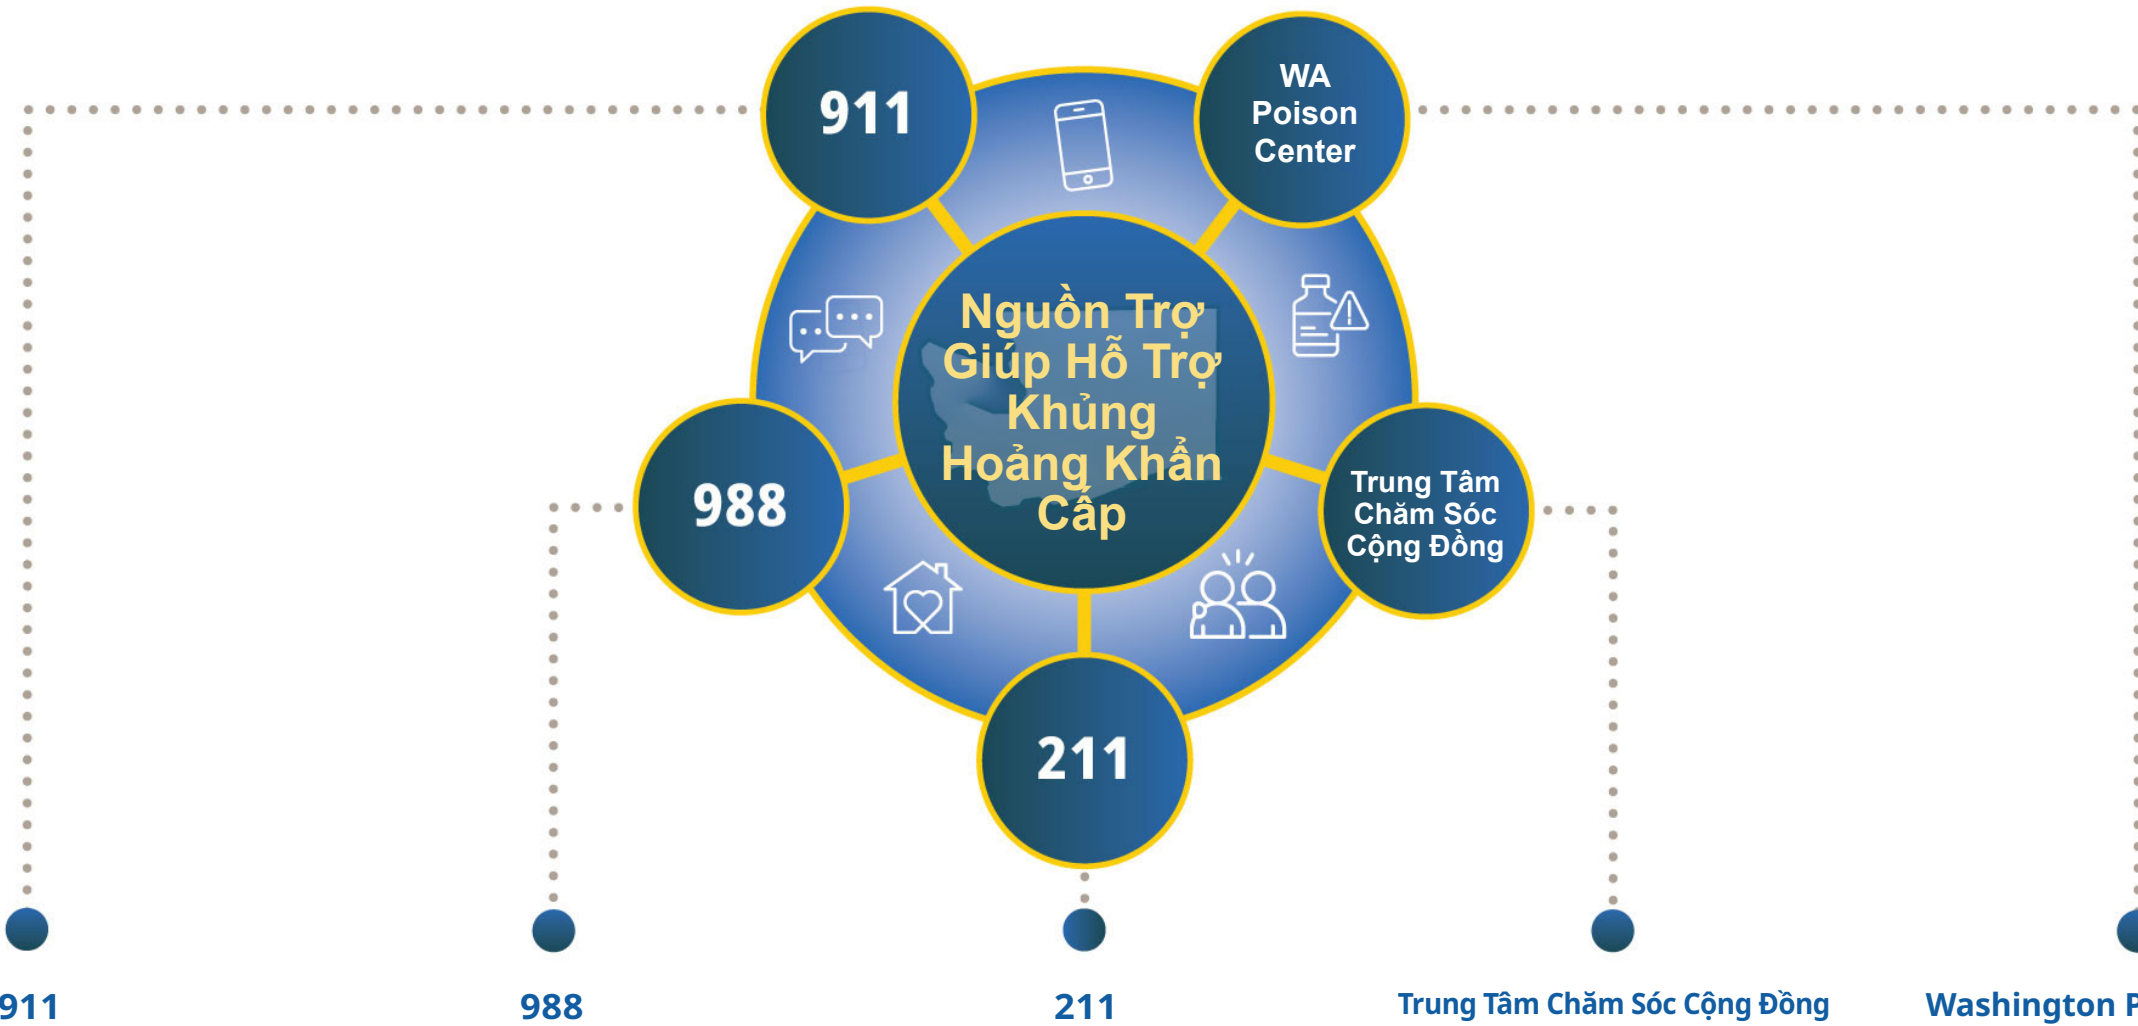 911
WA
Poison
Center
Nguồn Trợ
Giúp Hỗ Trợ
Khủng
Hoảng Khẩn
Cấp
988
Trung Tâm
Chăm Sóc
Cộng Đồng
211
911
988
211
Trung Tâm Chăm Sóc Cộng Đồng
Washington